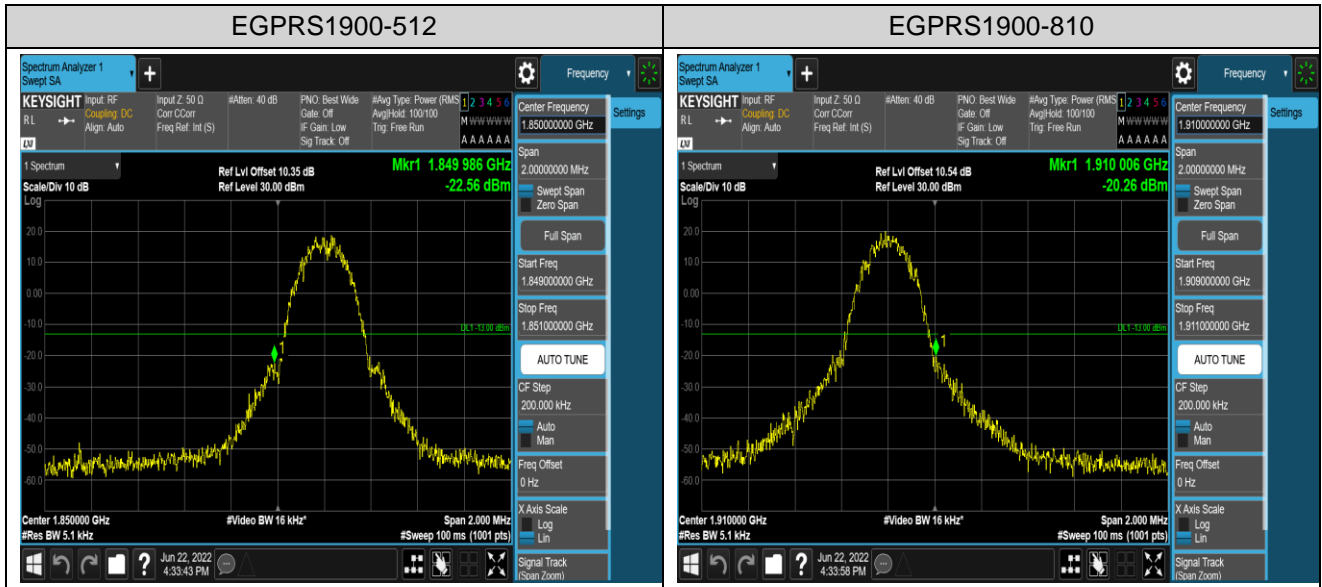 EGPRS1900-512
EGPRS1900-810
Spectrum Analyzer 1
Swept SA
Frequency
KEYSIGHT
RL
Input: RF
Coupling: DC
Align: Auto
Input Z: 50 Ω
Corr CCorr
Freq Ref: Int (S)
#Atten: 40 dB
PNO: Best Wide
Gate: Off
IF Gain: Low
Sig Track: Off
#Avg Type: Power (RMS
Avg|Hold: 100/100
Trig: Free Run
1 2 3 4 5 6
M W W W W W
A A A A A A
LXI
1 Spectrum
Scale/Div 10 dB
Log
Ref Lvl Offset 10.35 dB
Ref Level 30.00 dBm
Mkr1 1.849 986 GHz
-22.56 dBm
20.0
10.0
0.00
-10.0
-20.0
-30.0
-40.0
-50.0
-60.0
DL1 -13.00 dBm
1
Center 1.850000 GHz
#Res BW 5.1 kHz
#Video BW 16 kHz*
Span 2.000 MHz
#Sweep 100 ms (1001 pts)
Jun 22, 2022
4:33:43 PM
Center Frequency
1.850000000 GHz
Settings
Span
2.00000000 MHz
Swept Span
Zero Span
Full Span
Start Freq
1.849000000 GHz
Stop Freq
1.851000000 GHz
AUTO TUNE
CF Step
200.000 kHz
Auto
Man
Freq Offset
0 Hz
X Axis Scale
Log
Lin
Signal Track
(Span Zoom)
Spectrum Analyzer 1
Swept SA
Frequency
KEYSIGHT
RL
Input: RF
Coupling: DC
Align: Auto
Input Z: 50 Ω
Corr CCorr
Freq Ref: Int (S)
#Atten: 40 dB
PNO: Best Wide
Gate: Off
IF Gain: Low
Sig Track: Off
#Avg Type: Power (RMS
Avg|Hold: 100/100
Trig: Free Run
1 2 3 4 5 6
M W W W W W
A A A A A A
LXI
1 Spectrum
Scale/Div 10 dB
Log
Ref Lvl Offset 10.54 dB
Ref Level 30.00 dBm
Mkr1 1.910 006 GHz
-20.26 dBm
20.0
10.0
0.00
-10.0
-20.0
-30.0
-40.0
-50.0
-60.0
DL1 -13.00 dBm
1
Center 1.910000 GHz
#Res BW 5.1 kHz
#Video BW 16 kHz*
Span 2.000 MHz
#Sweep 100 ms (1001 pts)
Jun 22, 2022
4:33:58 PM
Center Frequency
1.910000000 GHz
Settings
Span
2.00000000 MHz
Swept Span
Zero Span
Full Span
Start Freq
1.909000000 GHz
Stop Freq
1.911000000 GHz
AUTO TUNE
CF Step
200.000 kHz
Auto
Man
Freq Offset
0 Hz
X Axis Scale
Log
Lin
Signal Track
(Span Zoom)